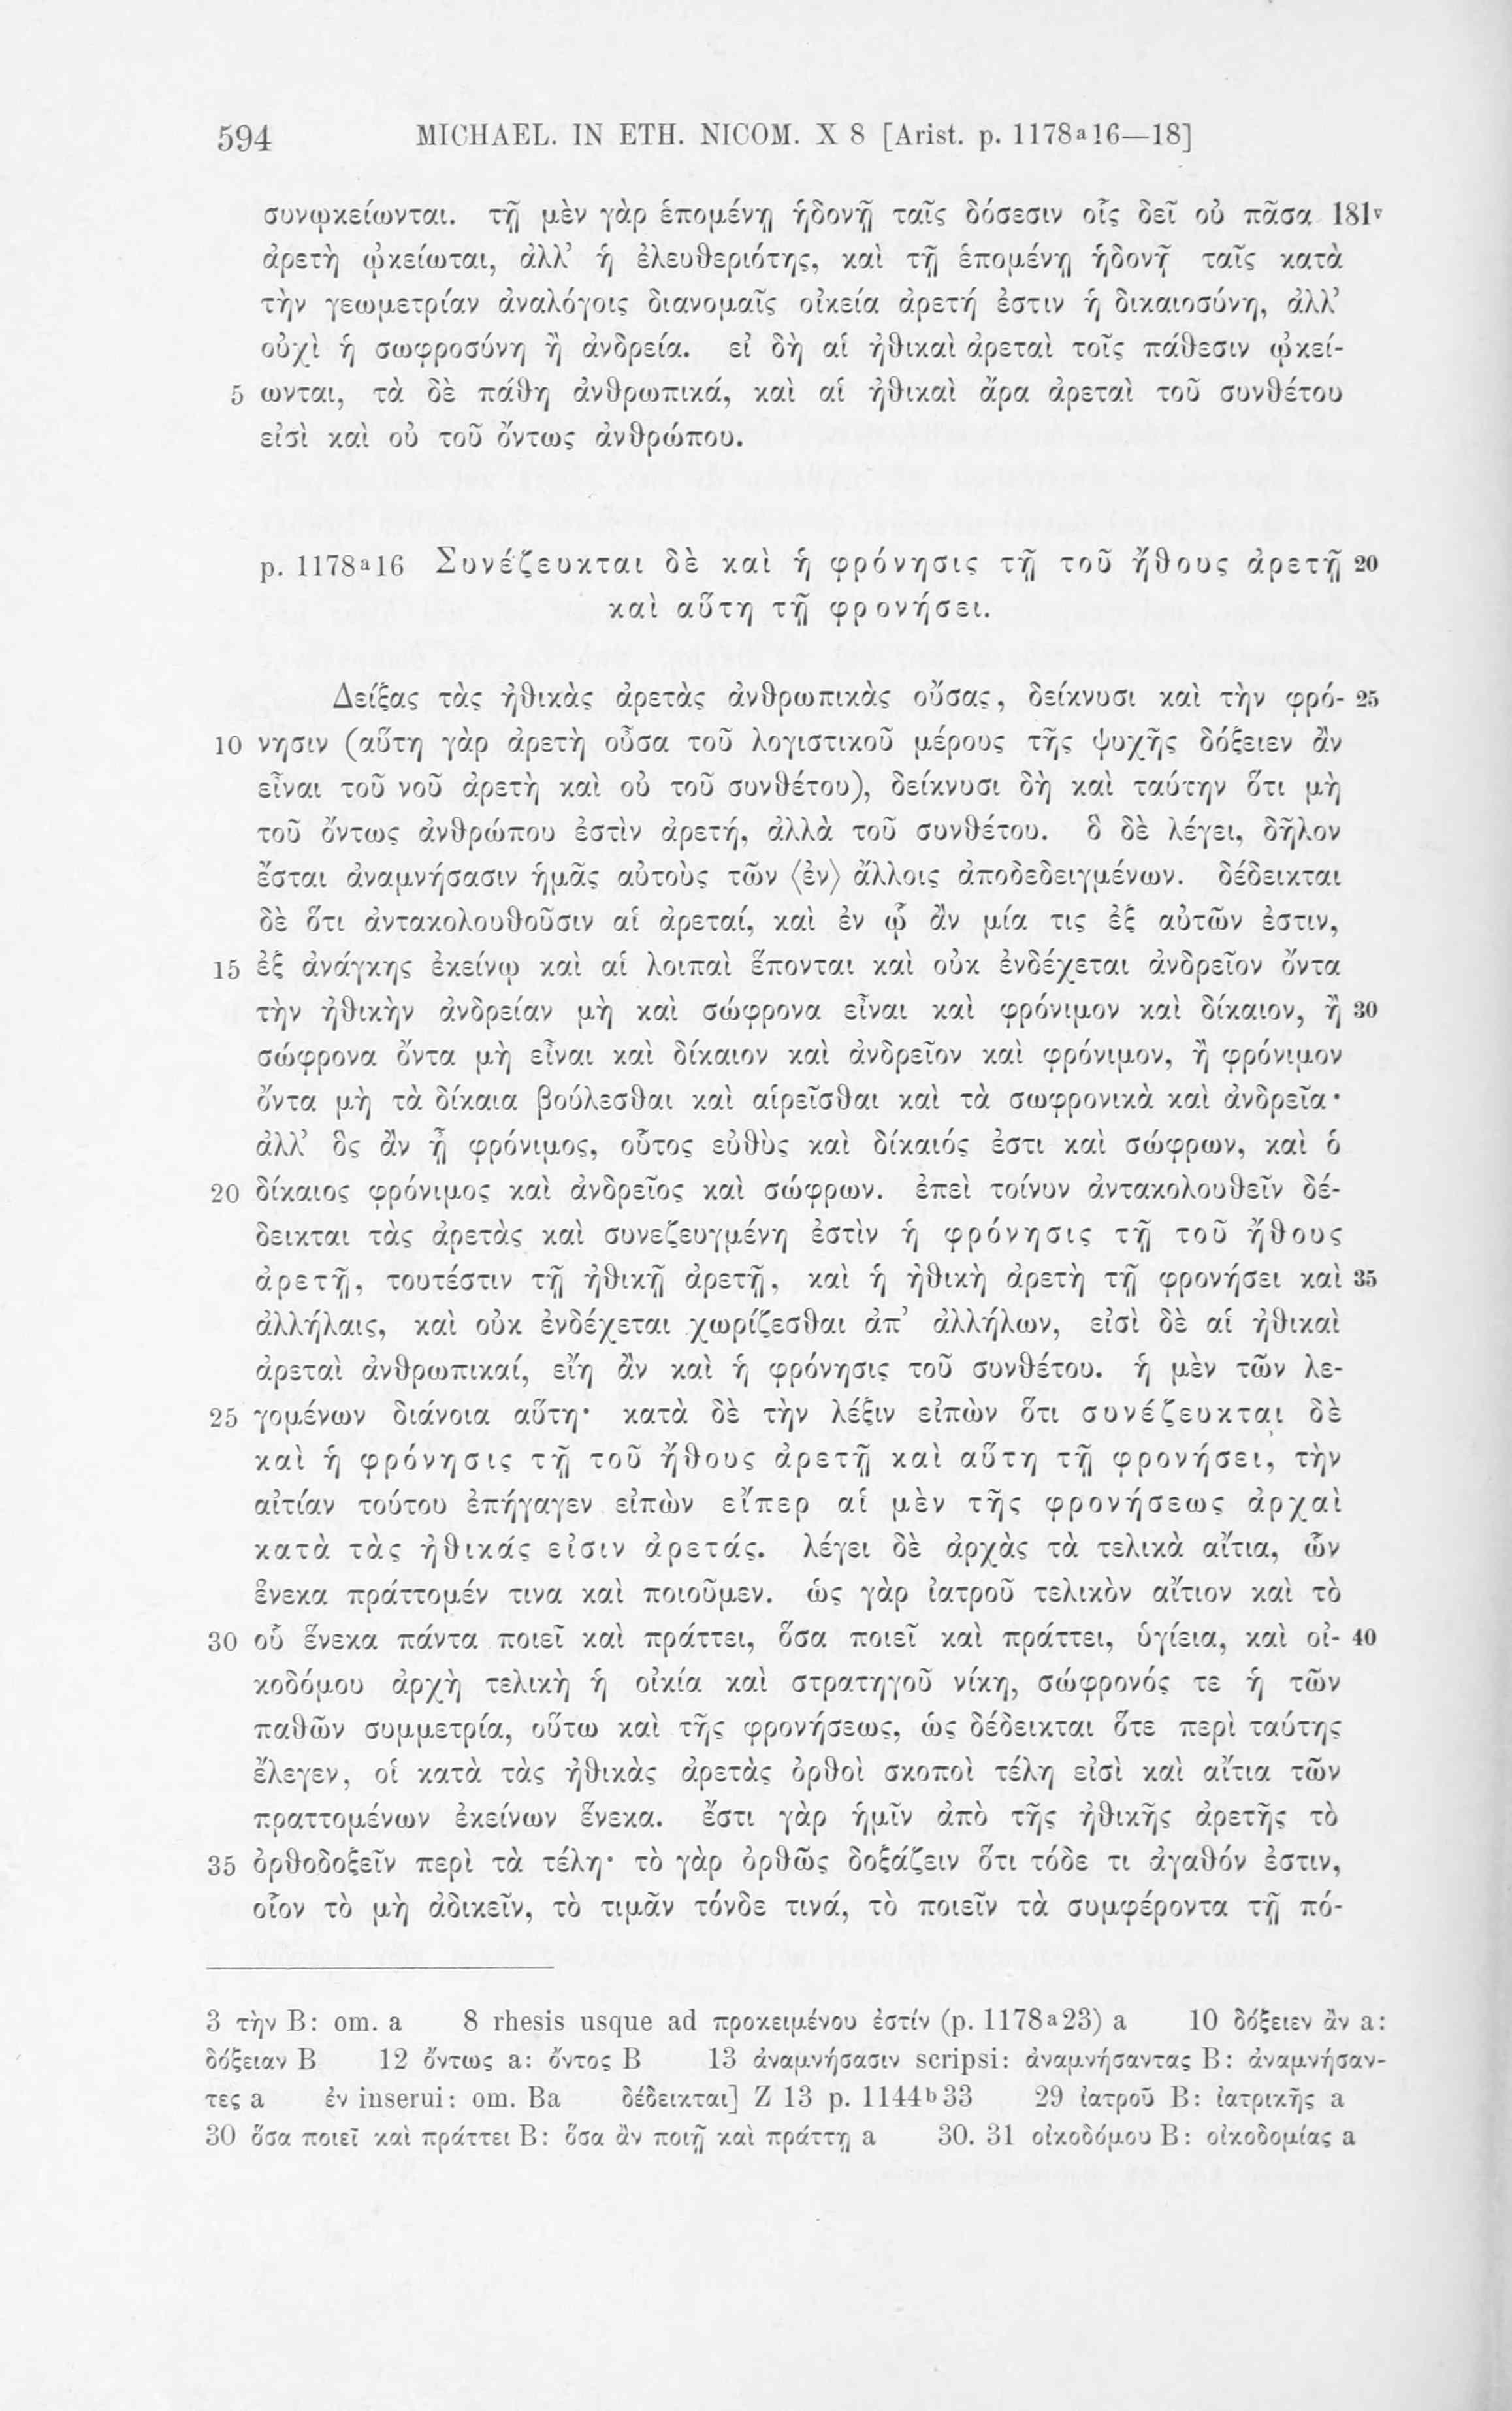 594 MICHAEL. IN ETH. NICOM. X 8 [Arist. p. 1178a16—18]
συνῳκείωνται. τῇ μὲν γὰρ ἑπομένῃ ἡδονῇ ταῖς δόσεσιν οἷς δεῖ οὐ πᾶσα 181v
ἀρετὴ ᾠκείωται, ἀλλ’ ἡ ἐλευθεριότης, καὶ τῇ ἑπομένῃ ἡδονῇ ταῖς κατὰ
τὴν γεωμετρίαν ἀναλόγοις διανομαῖς οἰκεία ἀρετή ἐστιν ἡ δικαιοσύνη, ἀλλ’
οὐχὶ ἡ σωφροσύνη ἢ ἀνδρεία. εἰ δὴ αἱ ἠθικαὶ ἀρεταὶ τοῖς πάθεσιν ᾠκεί-
5 ωνται, τὰ δὲ πάθη ἀνθρωπικά, καὶ αἱ ἠθικαὶ ἄρα ἀρεταὶ τοῦ συνθέτου
εἰσὶ καὶ οὐ τοῦ ὄντως ἀνθρώπου.
p. 1178a16 Συνέζευκται δὲ καὶ ἡ φρόνησις τῇ τοῦ ἤθους ἀρετῇ 20
καὶ αὕτη τῇ φρονήσει.
Δείξας τὰς ἠθικὰς ἀρετὰς ἀνθρωπικὰς οὔσας, δείκνυσι καὶ τὴν φρό- 25
10 νησιν (αὕτη γὰρ ἀρετὴ οὖσα τοῦ λογιστικοῦ μέρους τῆς ψυχῆς δόξειεν ἂν
εἶναι τοῦ νοῦ ἀρετὴ καὶ οὐ τοῦ συνθέτου), δείκνυσι δὴ καὶ ταύτην ὅτι μὴ
τοῦ ὄντως ἀνθρώπου ἐστὶν ἀρετή, ἀλλὰ τοῦ συνθέτου. ὃ δὲ λέγει, δῆλον
ἔσται ἀναμνήσασιν ἡμᾶς αὐτοὺς τῶν ⟨ἐν⟩ ἄλλοις ἀποδεδειγμένων. δέδεικται
δὲ ὅτι ἀντακολουθοῦσιν αἱ ἀρεταί, καὶ ἐν ᾧ ἂν μία τις ἐξ αὐτῶν ἐστιν,
15 ἐξ ἀνάγκης ἐκείνῳ καὶ αἱ λοιπαὶ ἕπονται καὶ οὐκ ἐνδέχεται ἀνδρεῖον ὄντα
τὴν ἠθικὴν ἀνδρείαν μὴ καὶ σώφρονα εἶναι καὶ φρόνιμον καὶ δίκαιον, ἢ 30
σώφρονα ὄντα μὴ εἶναι καὶ δίκαιον καὶ ἀνδρεῖον καὶ φρόνιμον, ἢ φρόνιμον
ὄντα μὴ τὰ δίκαια βούλεσθαι καὶ αἱρεῖσθαι καὶ τὰ σωφρονικὰ καὶ ἀνδρεῖα·
ἀλλ’ ὃς ἂν ᾖ φρόνιμος, οὗτος εὐθὺς καὶ δίκαιός ἐστι καὶ σώφρων, καὶ ὁ
20 δίκαιος φρόνιμος καὶ ἀνδρεῖος καὶ σώφρων. ἐπεὶ τοίνυν ἀντακολουθεῖν δέ-
δεικται τὰς ἀρετὰς καὶ συνεζευγμένη ἐστὶν ἡ φρόνησις τῇ τοῦ ἤθους
ἀρετῇ, τουτέστιν τῇ ἠθικῇ ἀρετῇ, καὶ ἡ ἠθικὴ ἀρετὴ τῇ φρονήσει καὶ 35
ἀλλήλαις, καὶ οὐκ ἐνδέχεται χωρίζεσθαι ἀπ’ ἀλλήλων, εἰσὶ δὲ αἱ ἠθικαὶ
ἀρεταὶ ἀνθρωπικαί, εἴη ἂν καὶ ἡ φρόνησις τοῦ συνθέτου. ἡ μὲν τῶν λε-
25 γομένων διάνοια αὕτη· κατὰ δὲ τὴν λέξιν εἰπὼν ὅτι συνέζευκται δὲ
καὶ ἡ φρόνησις τῇ τοῦ ἤθους ἀρετῇ καὶ αὕτη τῇ φρονήσει, τὴν
αἰτίαν τούτου ἐπήγαγεν εἰπὼν εἴπερ αἱ μὲν τῆς φρονήσεως ἀρχαὶ
κατὰ τὰς ἠθικάς εἰσιν ἀρετάς. λέγει δὲ ἀρχὰς τὰ τελικὰ αἴτια, ὧν
ἕνεκα πράττομέν τινα καὶ ποιοῦμεν. ὡς γὰρ ἰατροῦ τελικὸν αἴτιον καὶ τὸ
30 οὗ ἕνεκα πάντα ποιεῖ καὶ πράττει, ὅσα ποιεῖ καὶ πράττει, ὑγίεια, καὶ οἰ- 40
κοδόμου ἀρχὴ τελικὴ ἡ οἰκία καὶ στρατηγοῦ νίκη, σώφρονός τε ἡ τῶν
παθῶν συμμετρία, οὕτω καὶ τῆς φρονήσεως, ὡς δέδεικται ὅτε περὶ ταύτης
ἔλεγεν, οἱ κατὰ τὰς ἠθικὰς ἀρετὰς ὀρθοὶ σκοποὶ τέλη εἰσὶ καὶ αἴτια τῶν
πραττομένων ἐκείνων ἕνεκα. ἔστι γὰρ ἡμῖν ἀπὸ τῆς ἠθικῆς ἀρετῆς τὸ
35 ὀρθοδοξεῖν περὶ τὰ τέλη· τὸ γὰρ ὀρθῶς δοξάζειν ὅτι τόδε τι ἀγαθόν ἐστιν,
οἷον τὸ μὴ ἀδικεῖν, τὸ τιμᾶν τόνδε τινά, τὸ ποιεῖν τὰ συμφέροντα τῇ πό-
3 τὴν B: om. a 8 rhesis usque ad προκειμένου ἐστίν (p. 1178a23) a 10 δόξειεν ἂν a:
δόξειαν B 12 ὄντως a: ὄντος B 13 ἀναμνήσασιν scripsi: ἀναμνήσαντας B: ἀναμνήσαν-
τες a ἐν inserui: om. Ba δέδεικται] Z 13 p. 1144b33 29 ἰατροῦ B: ἰατρικῆς a
30 ὅσα ποιεῖ καὶ πράττει B: ὅσα ἂν ποιῇ καὶ πράττῃ a 30. 31 οἰκοδόμου B: οἰκοδομίας a